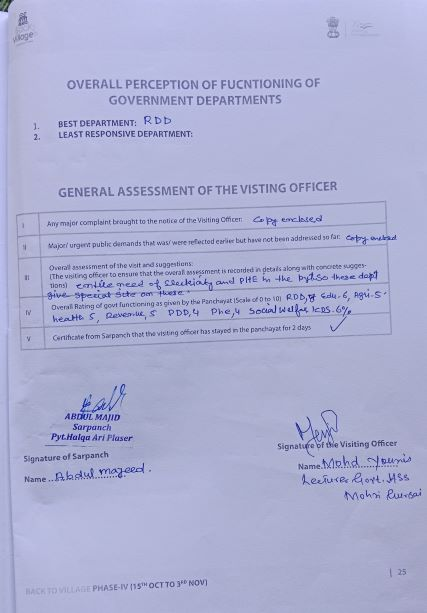 village
OVERALL PERCEPTION OF FUCNTIONING OF
GOVERNMENT DEPARTMENTS
1. BEST DEPARTMENT: RDD
2. LEAST RESPONSIVE DEPARTMENT:
GENERAL ASSESSMENT OF THE VISTING OFFICER
I Any major complaint brought to the notice of the Visiting Officer: Copy enclosed
II Major/ urgent public demands that was/ were reflected earlier but have not been addressed so far: Copy enclosed
III Overall assessment of the visit and suggestions:
(The visiting officer to ensure that the overall assessment is recorded in details along with concrete sugges-
tions) entire need of Electricity and PHE in the pyt. So these dapt
give special on these.
IV Overall Rating of govt functioning as given by the Panchayat (Scale of 0 to 10) RDD, Edu. 6, Agri. 5
health 5, Revenue, 5 PDD, 4 Phe, 4 Social Welfar ICDS. 6%
V Certificate from Sarpanch that the visiting officer has stayed in the panchayat for 2 days ✓
ABDUL MAJID
Sarpanch
Pyt.Halqa Ari Plaser
Signature of Sarpanch
Name..Abdul majeed.
Signature of the Visiting Officer
Name Mohd Younis
Lecturer Govt. HSS
Mohri
25
BACK TO VILLAGE PHASE-IV (15TH OCT TO 3RD NOV)